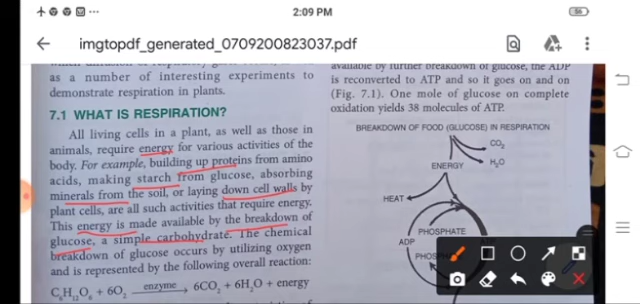 2:09 PM
56
imgtopdf_generated_0709200823037.pdf
as a number of interesting experiments to
demonstrate respiration in plants.
7.1 WHAT IS RESPIRATION?
All living cells in a plant, as well as those in
animals, require energy for various activities of the
body. For example, building up proteins from amino
acids, making starch from glucose, absorbing
minerals from the soil, or laying down cell walls by
plant cells, are all such activities that require energy.
This energy is made available by the breakdown of
glucose, a simple carbohydrate. The chemical
breakdown of glucose occurs by utilizing oxygen
and is represented by the following overall reaction:
C₆H₁₂O₆ + 6O₂ enzyme 6CO₂ + 6H₂O + energy
available by further breakdown of glucose, the ADP
is reconverted to ATP and so it goes on and on
(Fig. 7.1). One mole of glucose on complete
oxidation yields 38 molecules of ATP.
BREAKDOWN OF FOOD (GLUCOSE) IN RESPIRATION
CO₂
H₂O
ENERGY
HEAT
PHOSPHATE
ADP